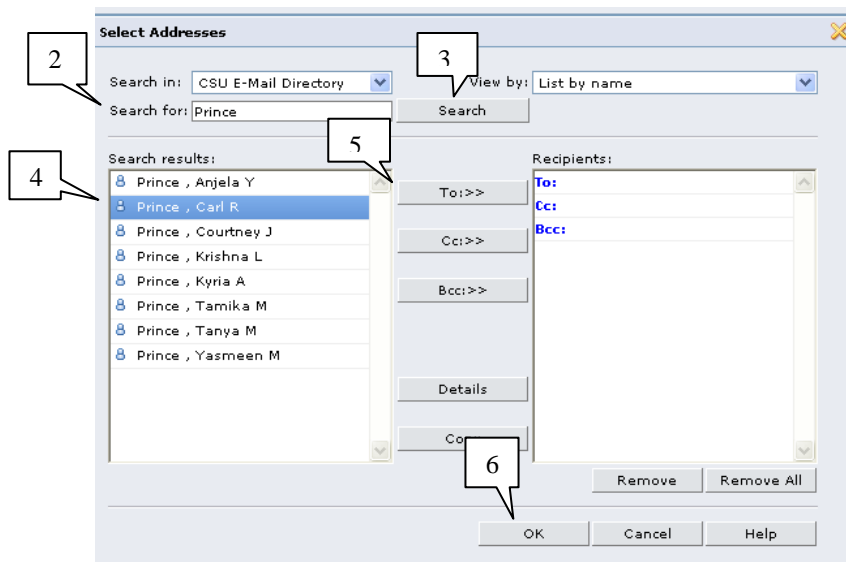 Select Addresses
2
3
Search in: CSU E-Mail Directory
View by: List by name
Search for: Prince
Search
5
Search results:
Recipients:
4
Prince , Anjela Y
Prince , Carl R
Prince , Courtney J
Prince , Krishna L
Prince , Kyria A
Prince , Tamika M
Prince , Tanya M
Prince , Yasmeen M
To:>>
Cc:>>
Bcc:>>
Details
To:
Cc:
Bcc:
6
Remove
Remove All
OK
Cancel
Help